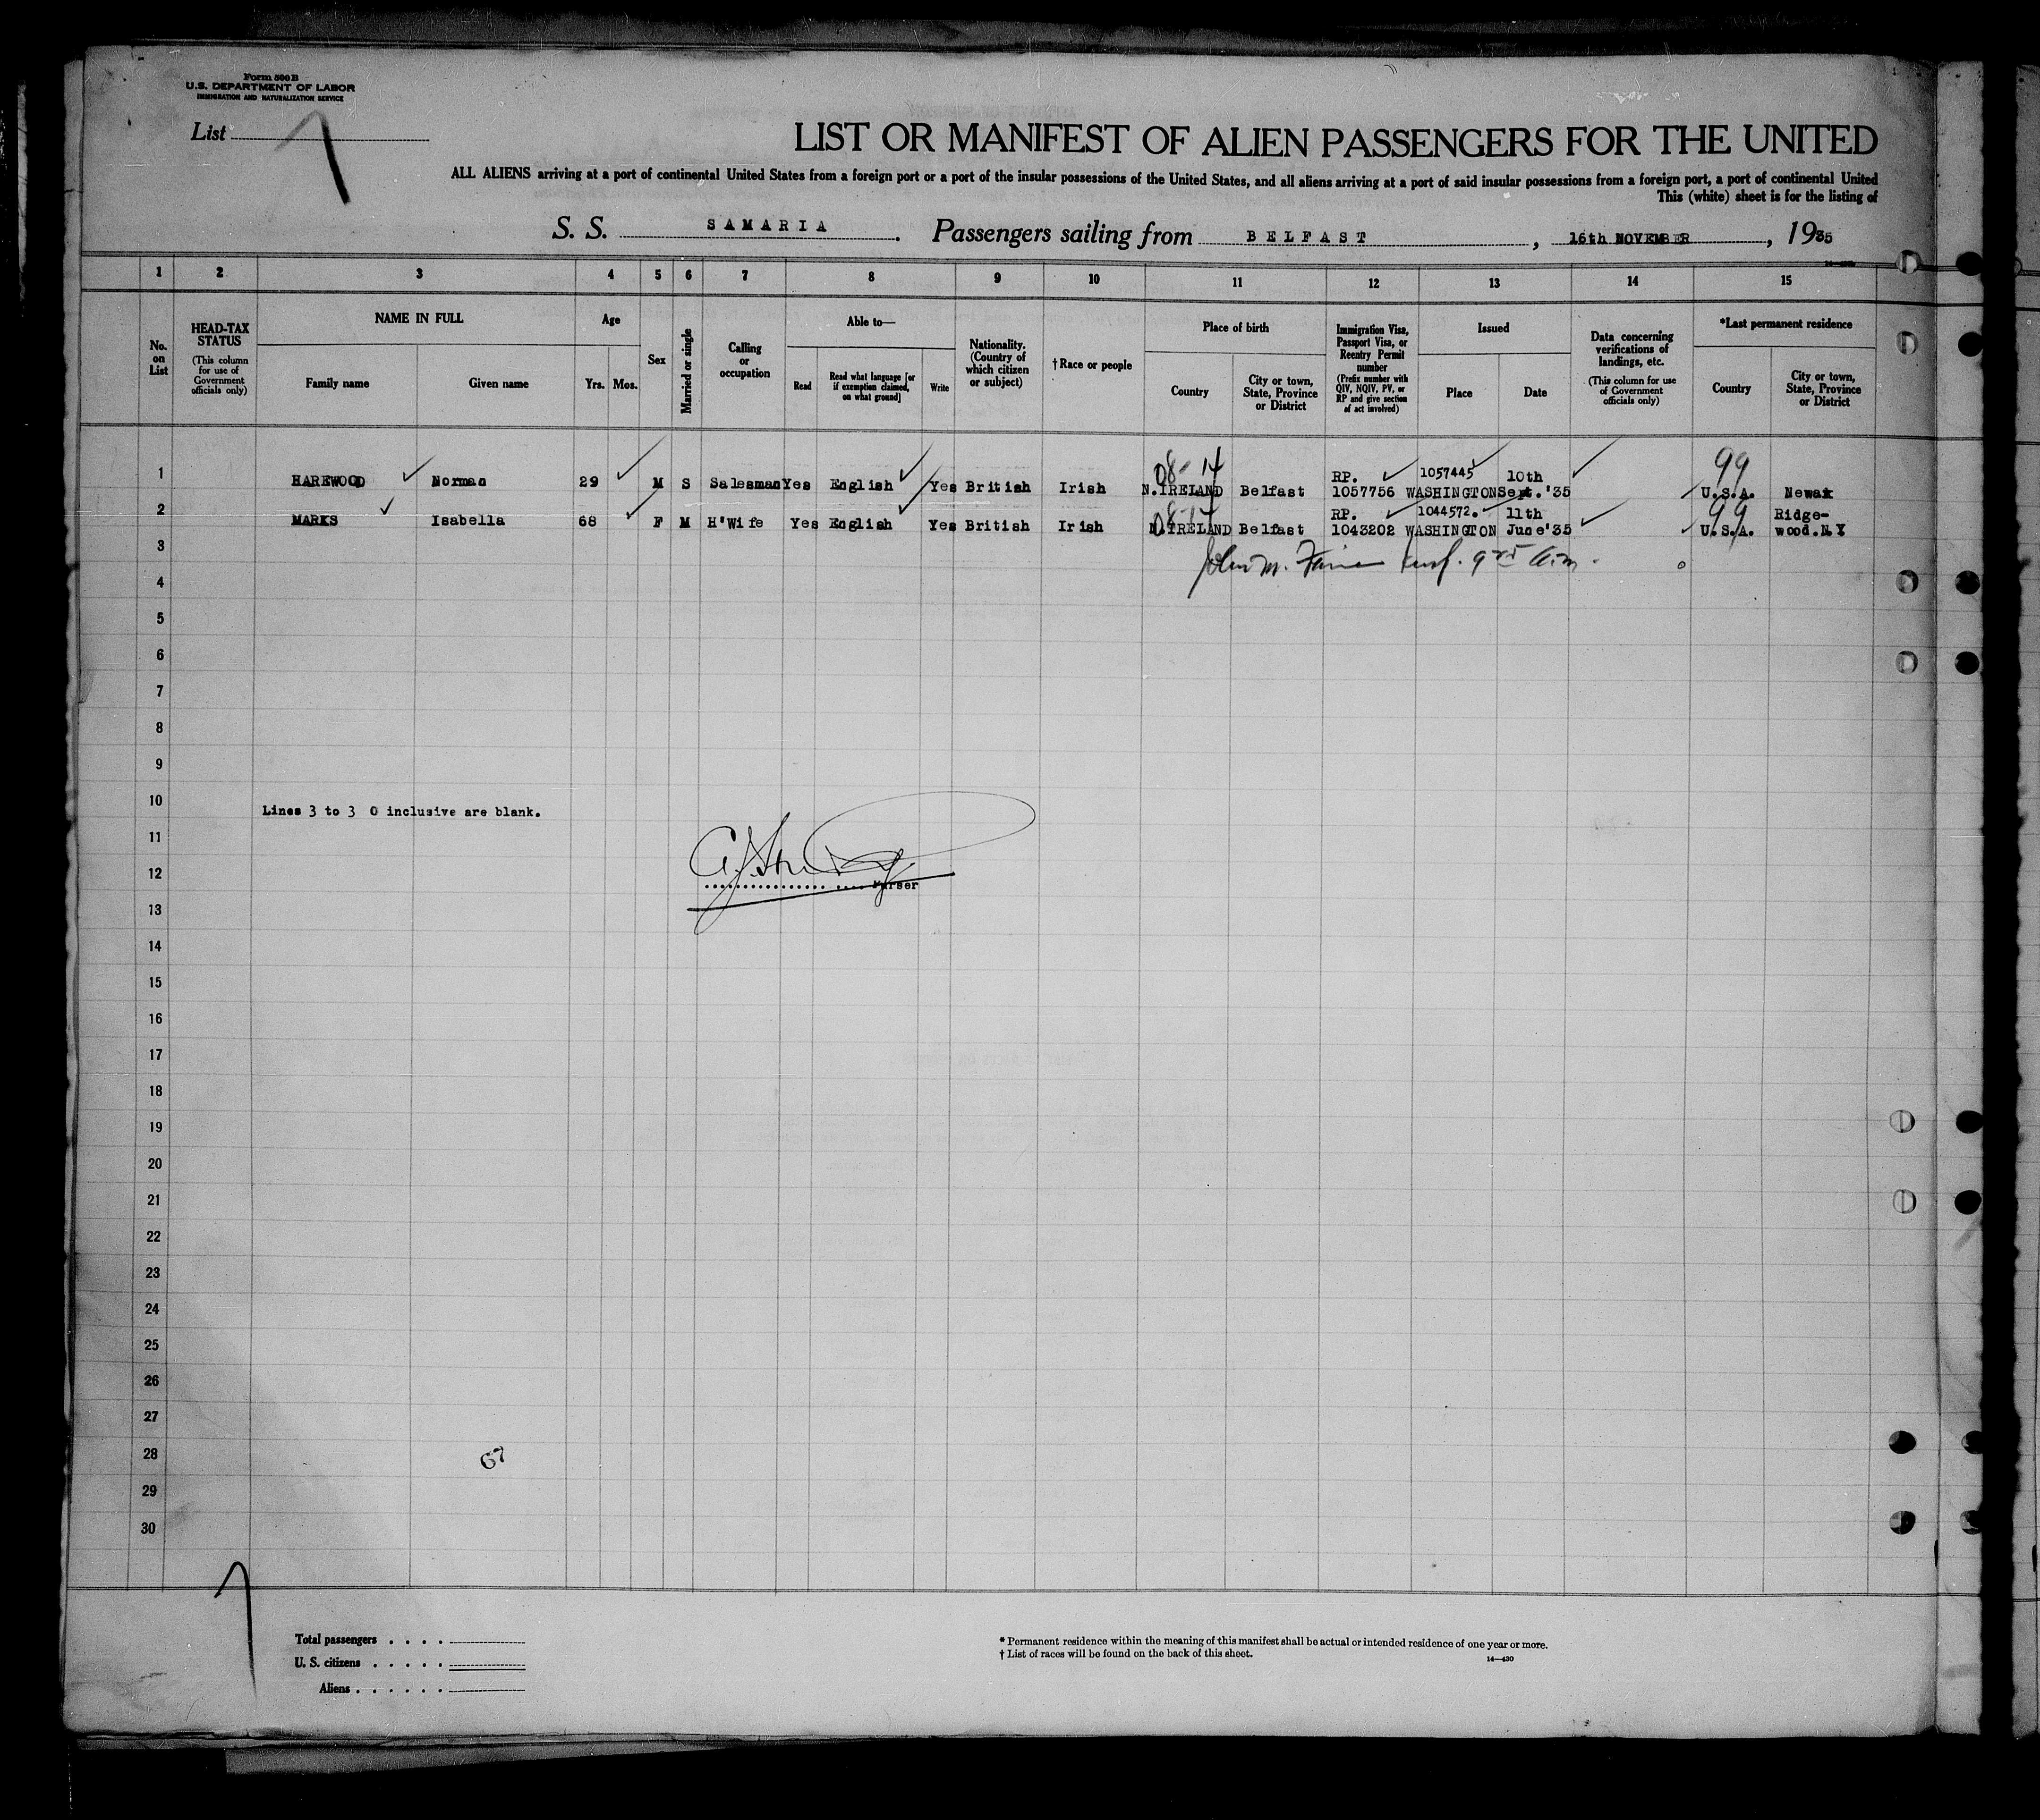 Form 500 B
U.S. DEPARTMENT OF LABOR
IMMIGRATION AND NATURALIZATION SERVICE
List 7
LIST OR MANIFEST OF ALIEN PASSENGERS FOR THE UNITED
ALL ALIENS arriving at a port of continental United States from a foreign port or a port of the insular possessions of the United States, and all aliens arriving at a port of said insular possessions from a foreign port, a port of continental United
This (white) sheet is for the listing of
S. S. SAMARIA. Passengers sailing from BELFAST, 16th NOVEMBER, 1935
1 2 3 4 5 6 7 8 9 10 11 12 13 14 15
No. on List
HEAD-TAX STATUS
(This column for use of Government officials only)
NAME IN FULL
Family name
Given name
Age
Yrs. Mos.
Sex
Married or single
Calling or occupation
Able to—
Read
Read what language [or if exemption claimed, on what ground]
Write
Nationality. (Country of which citizen or subject)
†Race or people
Place of birth
Country
City or town, State, Province or District
Immigration Visa, Passport Visa, or Reentry Permit number
(Prefix number with QIV, NQIV, PV, or RP and give section of act involved)
Issued
Place
Date
Data concerning verifications of landings, etc.
(This column for use of Government officials only)
*Last permanent residence
Country
City or town, State, Province or District
08-14 RP. 1057445 10th 99
1 HAREWOOD Norman 29 M S Salesman Yes English Yes British Irish N.IRELAND Belfast 1057756 WASHINGTON Sept.'35 U.S.A. Newak
08-14 RP. 1044572. 11th 99 Ridge-
2 MARKS Isabella 68 F M H'Wife Yes English Yes British Irish N.IRELAND Belfast 1043202 WASHINGTON June'35 U.S.A. wood.N.Y
3
John M.
4
5
6
7
8
9
10
Lines 3 to 3 0 inclusive are blank.
11
12
Purser
13
14
15
16
17
18
19
20
21
22
23
24
25
26
27
28
67
29
30
7
Total passengers . . . .
U. S. citizens . . . . .
Aliens . . . . . .
* Permanent residence within the meaning of this manifest shall be actual or intended residence of one year or more.
† List of races will be found on the back of this sheet.
14—430